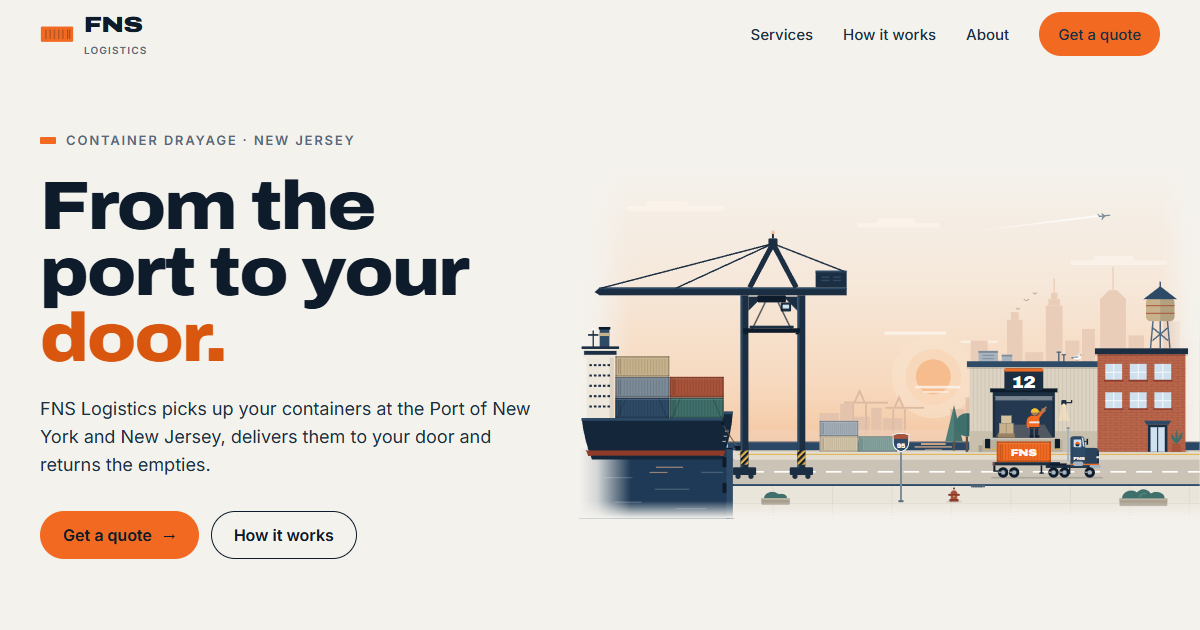 FNS
LOGISTICS
Services
How it works
About
Get a quote
CONTAINER DRAYAGE · NEW JERSEY
From the
port to your
door.
FNS Logistics picks up your containers at the Port of New
York and New Jersey, delivers them to your door and
returns the empties.
Get a quote →
How it works
12
FNS
FNS
95